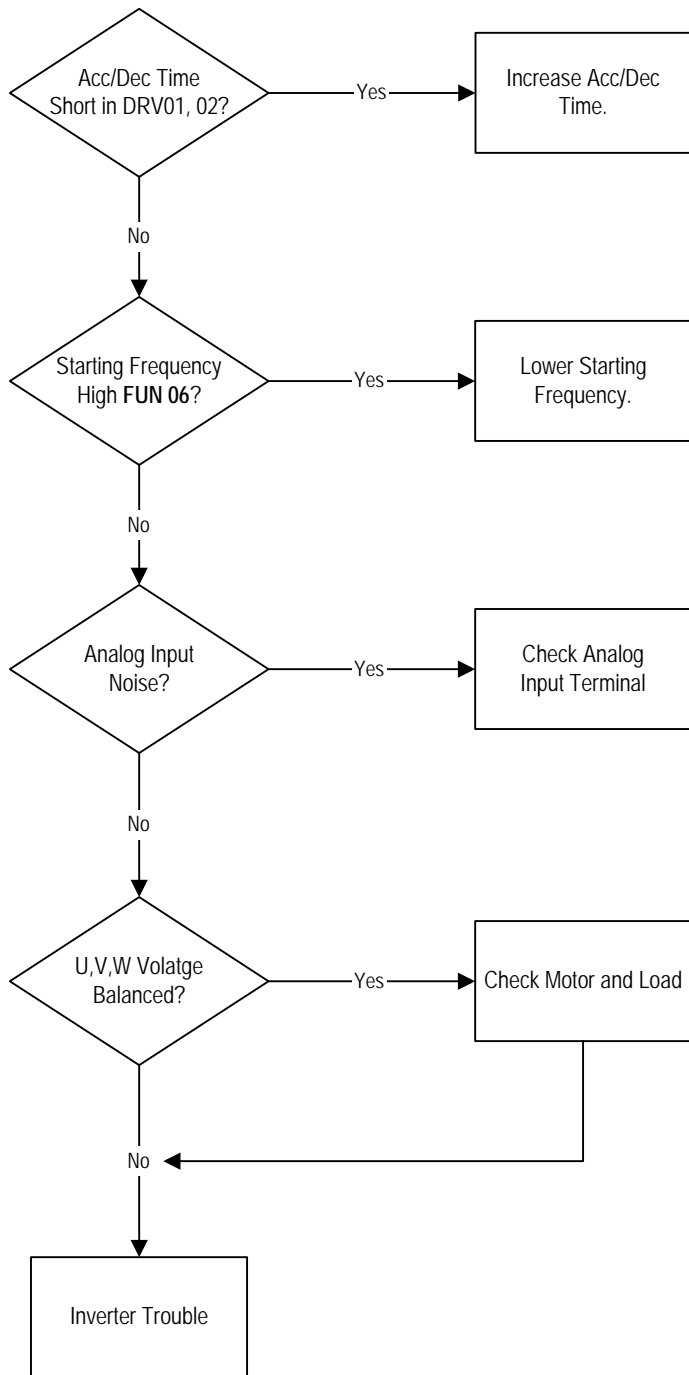 Acc/Dec Time
Short in DRV01, 02?
Yes
Increase Acc/Dec
Time.
No
Starting Frequency
High FUN 06?
Yes
Lower Starting
Frequency.
No
Analog Input
Noise?
Yes
Check Analog
Input Terminal
No
U,V,W Volatge
Balanced?
Yes
Check Motor and Load
No
Inverter Trouble